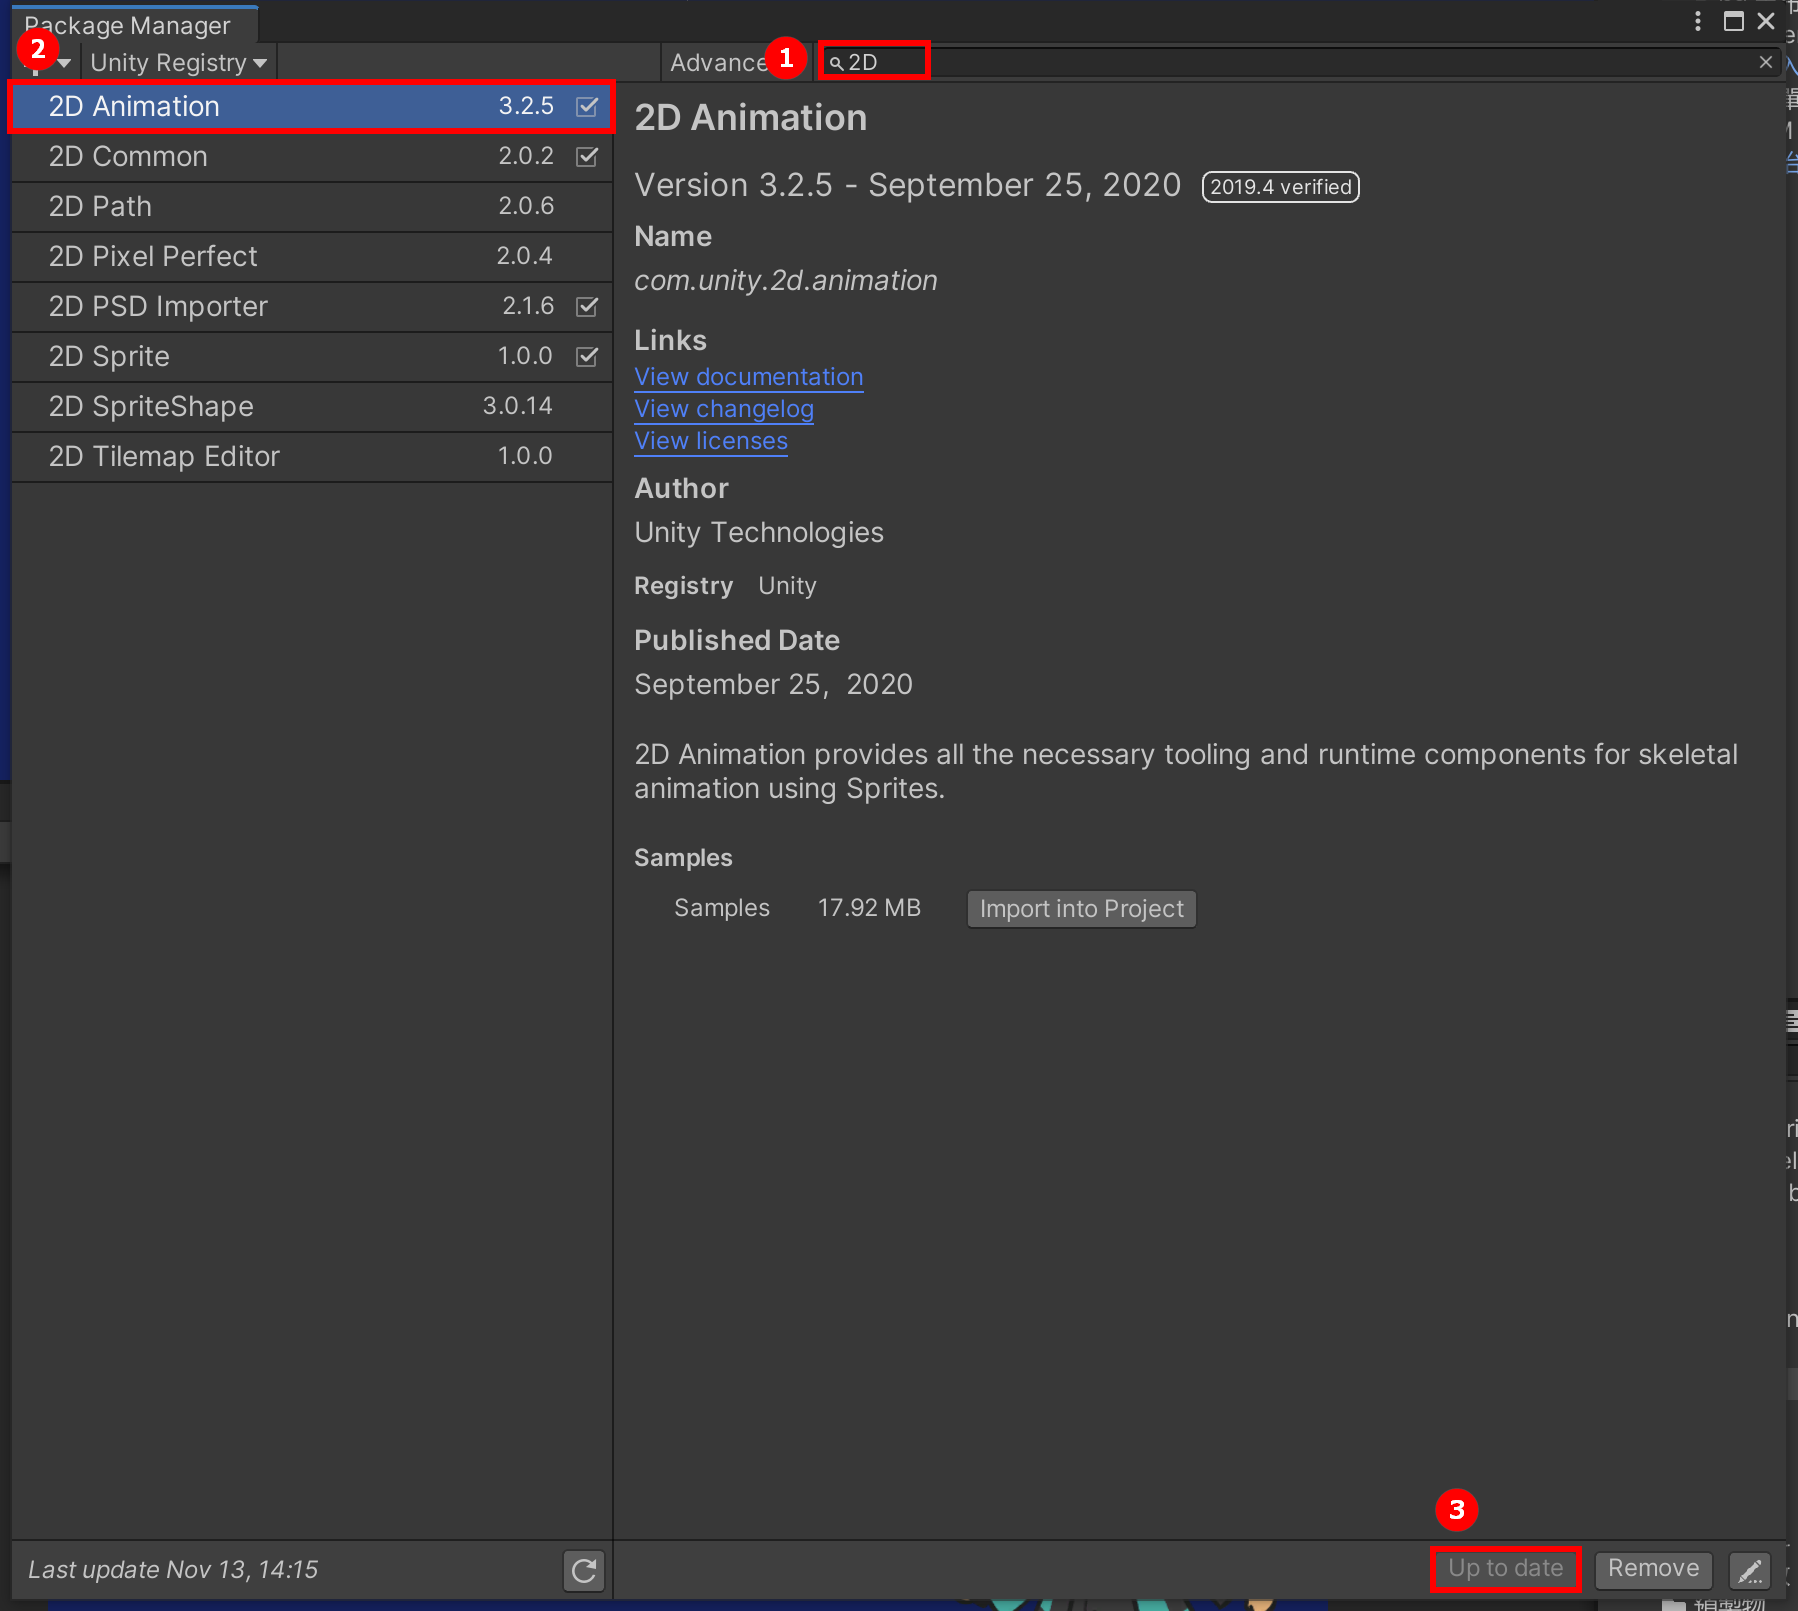 Package Manager
2
Unity Registry
1
2D
2D Animation 3.2.5
2D Common 2.0.2
2D Path 2.0.6
2D Pixel Perfect 2.0.4
2D PSD Importer 2.1.6
2D Sprite 1.0.0
2D SpriteShape 3.0.14
2D Tilemap Editor 1.0.0
2D Animation
Version 3.2.5 - September 25, 2020 2019.4 verified
Name
com.unity.2d.animation
Links
View documentation
View changelog
View licenses
Author
Unity Technologies
Registry Unity
Published Date
September 25, 2020
2D Animation provides all the necessary tooling and runtime components for skeletal
animation using Sprites.
Samples
Samples 17.92 MB Import into Project
3
Last update Nov 13, 14:15
Up to date Remove